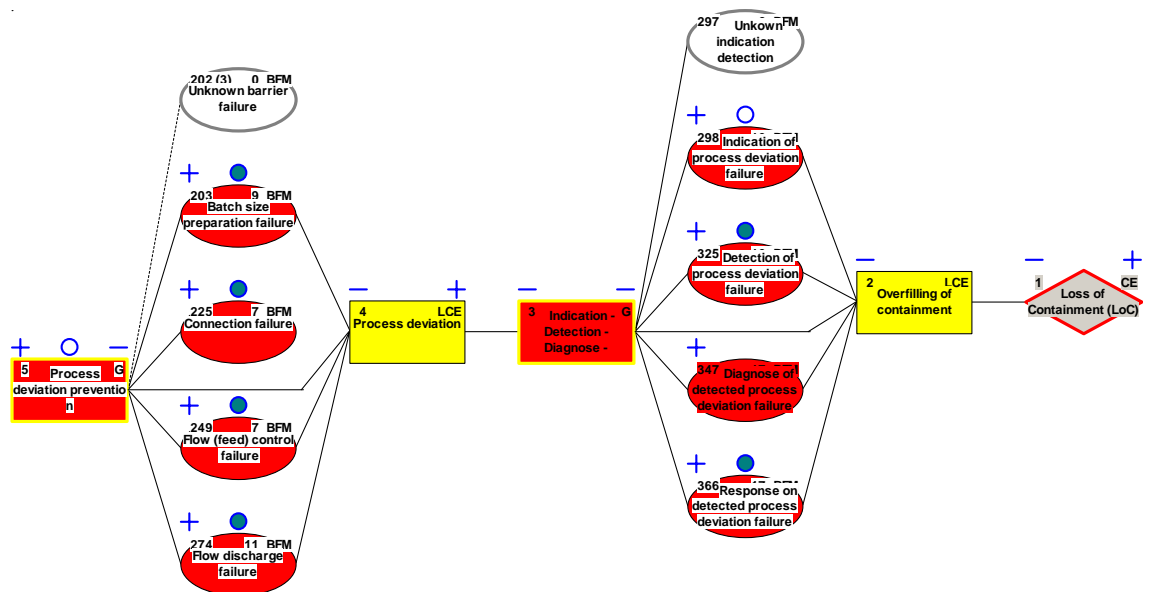 202 (3) 0 BFM
Unknown barrier
failure
203 9 BFM
Batch size
preparation failure
225 7 BFM
Connection failure
5 G
Process
deviation preventio
n
249 7 BFM
Flow (feed) control
failure
274 11 BFM
Flow discharge
failure
4 LCE
Process deviation
3 G
Indication -
Detection -
Diagnose -
297 BFM
Unkown
indication
detection
298
Indication of
process deviation
failure
325
Detection of
process deviation
failure
347
Diagnose of
detected process
deviation failure
366 BFM
Response on
detected process
deviation failure
2 LCE
Overfilling of
containment
1 CE
Loss of
Containment (LoC)